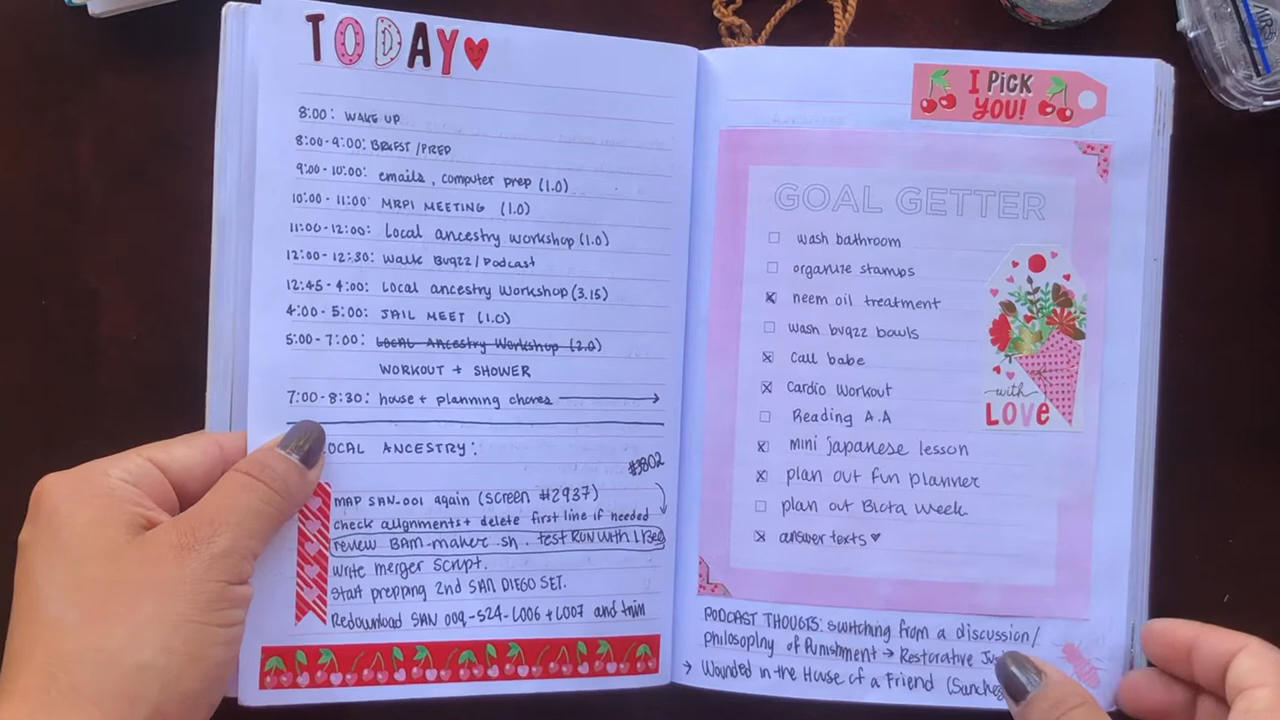 TODAY
8:00: WAKE UP
8:00-9:00: BRKFST /PREP
9:00-10:00: emails, computer prep (1.0)
10:00-11:00: MRPI MEETING (1.0)
11:00-12:00: Local ancestry workshop (1.0)
12:00-12:30: Walk Bugzz / Podcast
12:45-4:00: Local ancestry Workshop (3.15)
4:00-5:00: JAIL MEET (1.0)
5:00-7:00: Local Ancestry Workshop (2.0)
WORKOUT + SHOWER
7:00-8:30: house + planning chores →
OCAL ANCESTRY:
#3802
MAP SAN-001 again (screen #2937)
check alignments + delete first line if needed
review BAM-maker.sh. test RUN with 1 Bed
write merger script.
Start prepping 2nd SAN DIEGO SET.
Redownload SAN 009-S24-L006 + L007 and trim
I PICK
YOU!
GOAL GETTER
wash bathroom
organize stamps
neem oil treatment
wash bugzz bowls
Call babe
Cardio Workout
Reading A.A
mini japanese lesson
plan out fun planner
plan out Biota Week
answer texts ♥
with
LOVE
PODCAST THOUGTS: switching from a discussion/
philosophy of Punishment → Restorative
→ Wounded in the House of a Friend